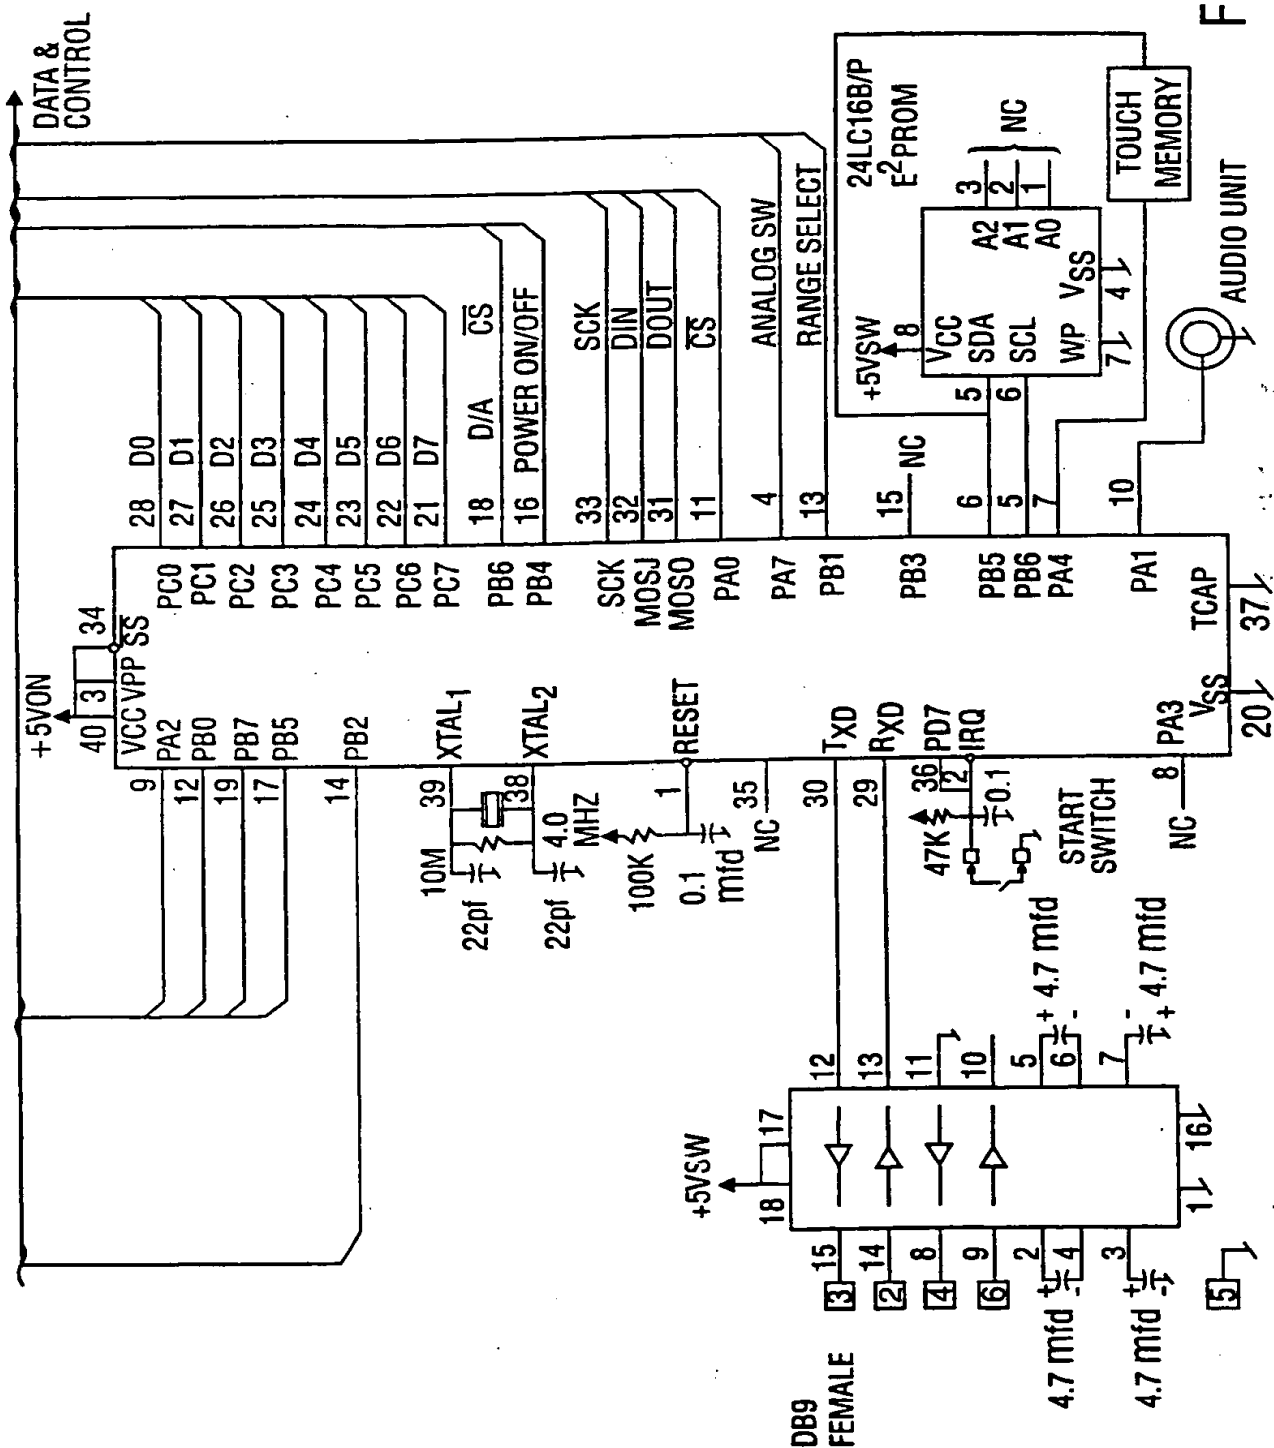 DATA &
CONTROL
+5VON
40
3
34
VCC
VPP
SS
28 D0
27 D1
26 D2
25 D3
24 D4
23 D5
22 D6
21 D7
18 D/A CS
16 POWER ON/OFF
33 SCK
32 DIN
31 DOUT
11 CS
4 ANALOG SW
13 RANGE SELECT
15 NC
6
5
7
10
PC0
PC1
PC2
PC3
PC4
PC5
PC6
PC7
PB6
PB4
SCK
MOSJ
MOSO
PA0
PA7
PB1
PB3
PB5
PB6
PA4
PA1
TCAP
37
VSS
20
9 PA2
12 PB0
19 PB7
17 PB5
14 PB2
39 XTAL1
38 XTAL2
1 RESET
35 NC
30 TXD
29 RXD
36 PD7
2 IRQ
8 PA3
NC
10M
22pf
22pf
4.0
MHZ
100K
0.1
mfd
47K
0.1
START
SWITCH
24LC16B/P
E2PROM
+5VSW
8
VCC
5 SDA
6 SCL
WP
7
VSS
4
A2 3
A1 2
A0 1
NC
TOUCH
MEMORY
AUDIO UNIT
+5VSW
18
17
12
13
11
10
5
6
+ 4.7 mfd
-
7
-
+ 4.7 mfd
16
1
3 15
2 14
4 8
6 9
2
4
4.7 mfd +
-
3
4.7 mfd +
-
5
DB9
FEMALE
F